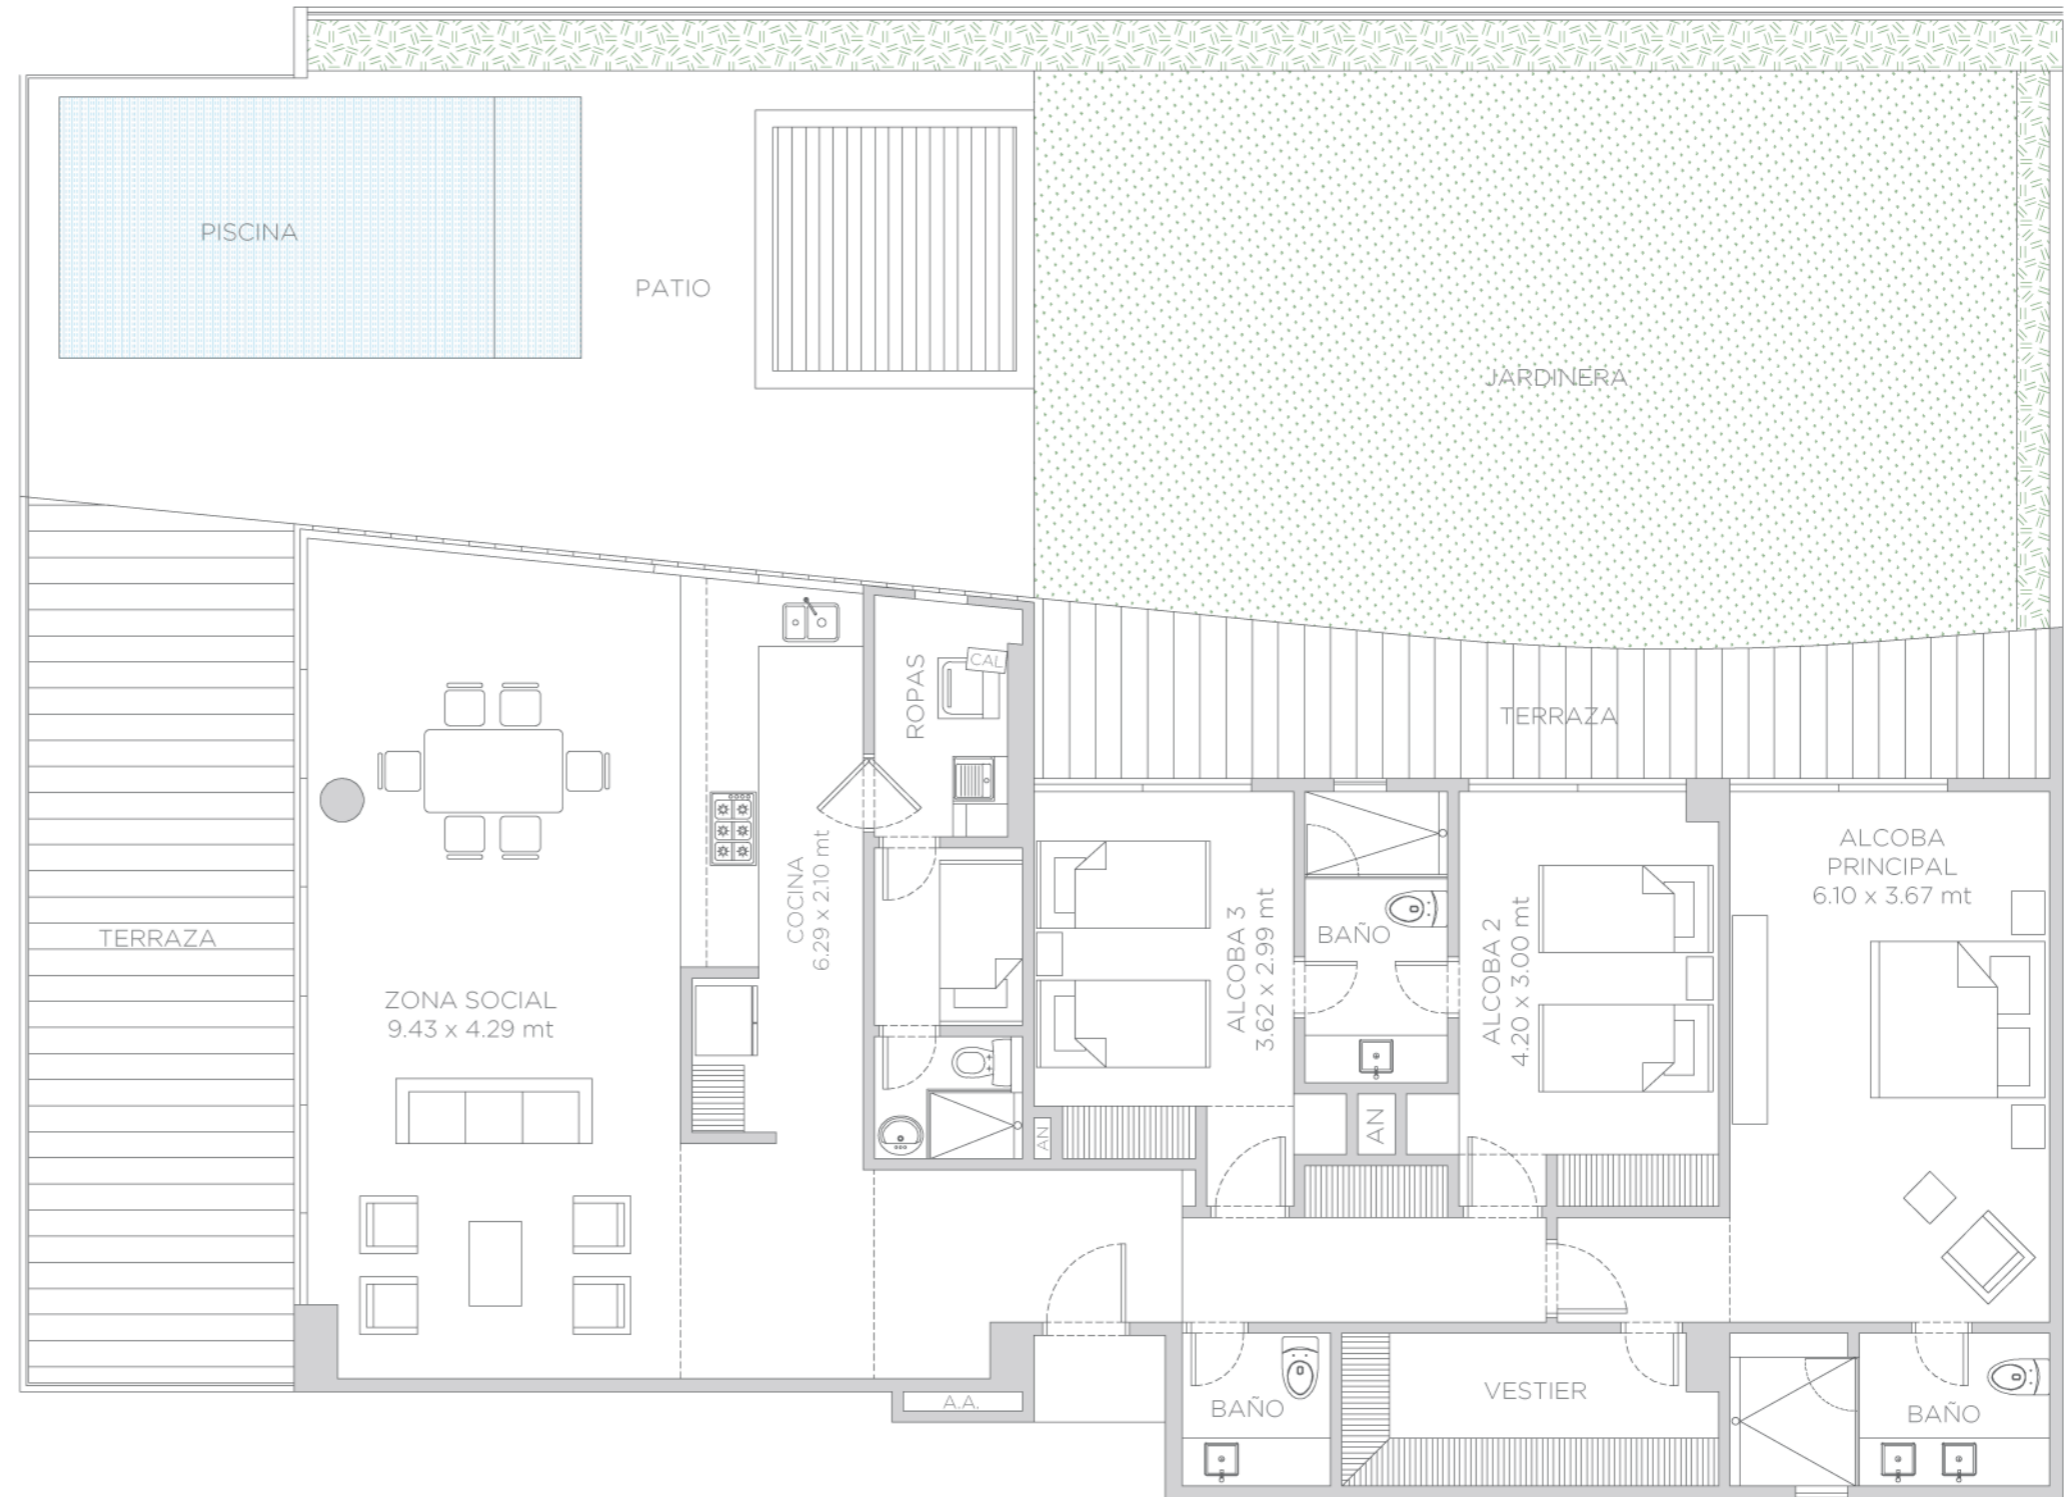 PISCINA
PATIO
JARDINERA
TERRAZA
ROPAS
CAL
COCINA
6.29 x 2.10 mt
TERRAZA
ZONA SOCIAL
9.43 x 4.29 mt
ALCOBA 3
3.62 x 2.99 mt
BAÑO
ALCOBA 2
4.20 x 3.00 mt
ALCOBA
PRINCIPAL
6.10 x 3.67 mt
AN
AN
A.A.
BAÑO
VESTIER
BAÑO